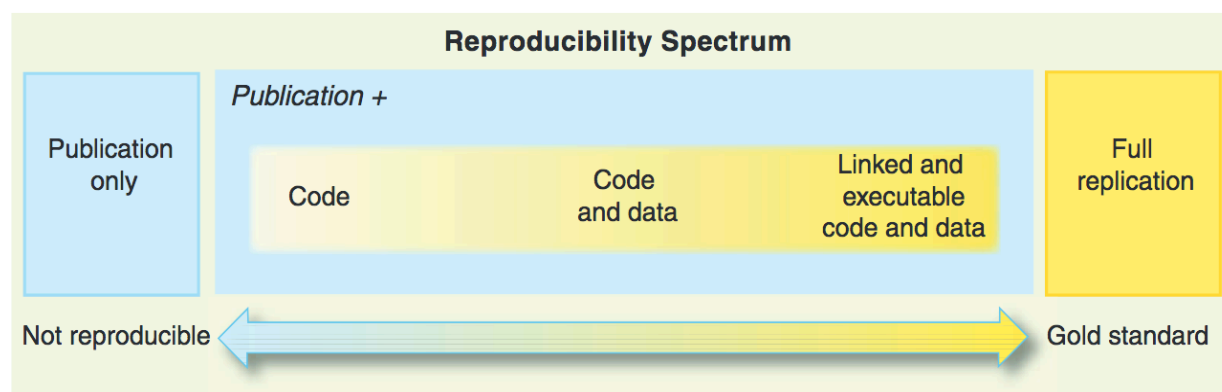 Reproducibility Spectrum
Publication
only
Publication +
Code
Code
and data
Linked and
executable
code and data
Full
replication
Not reproducible
Gold standard